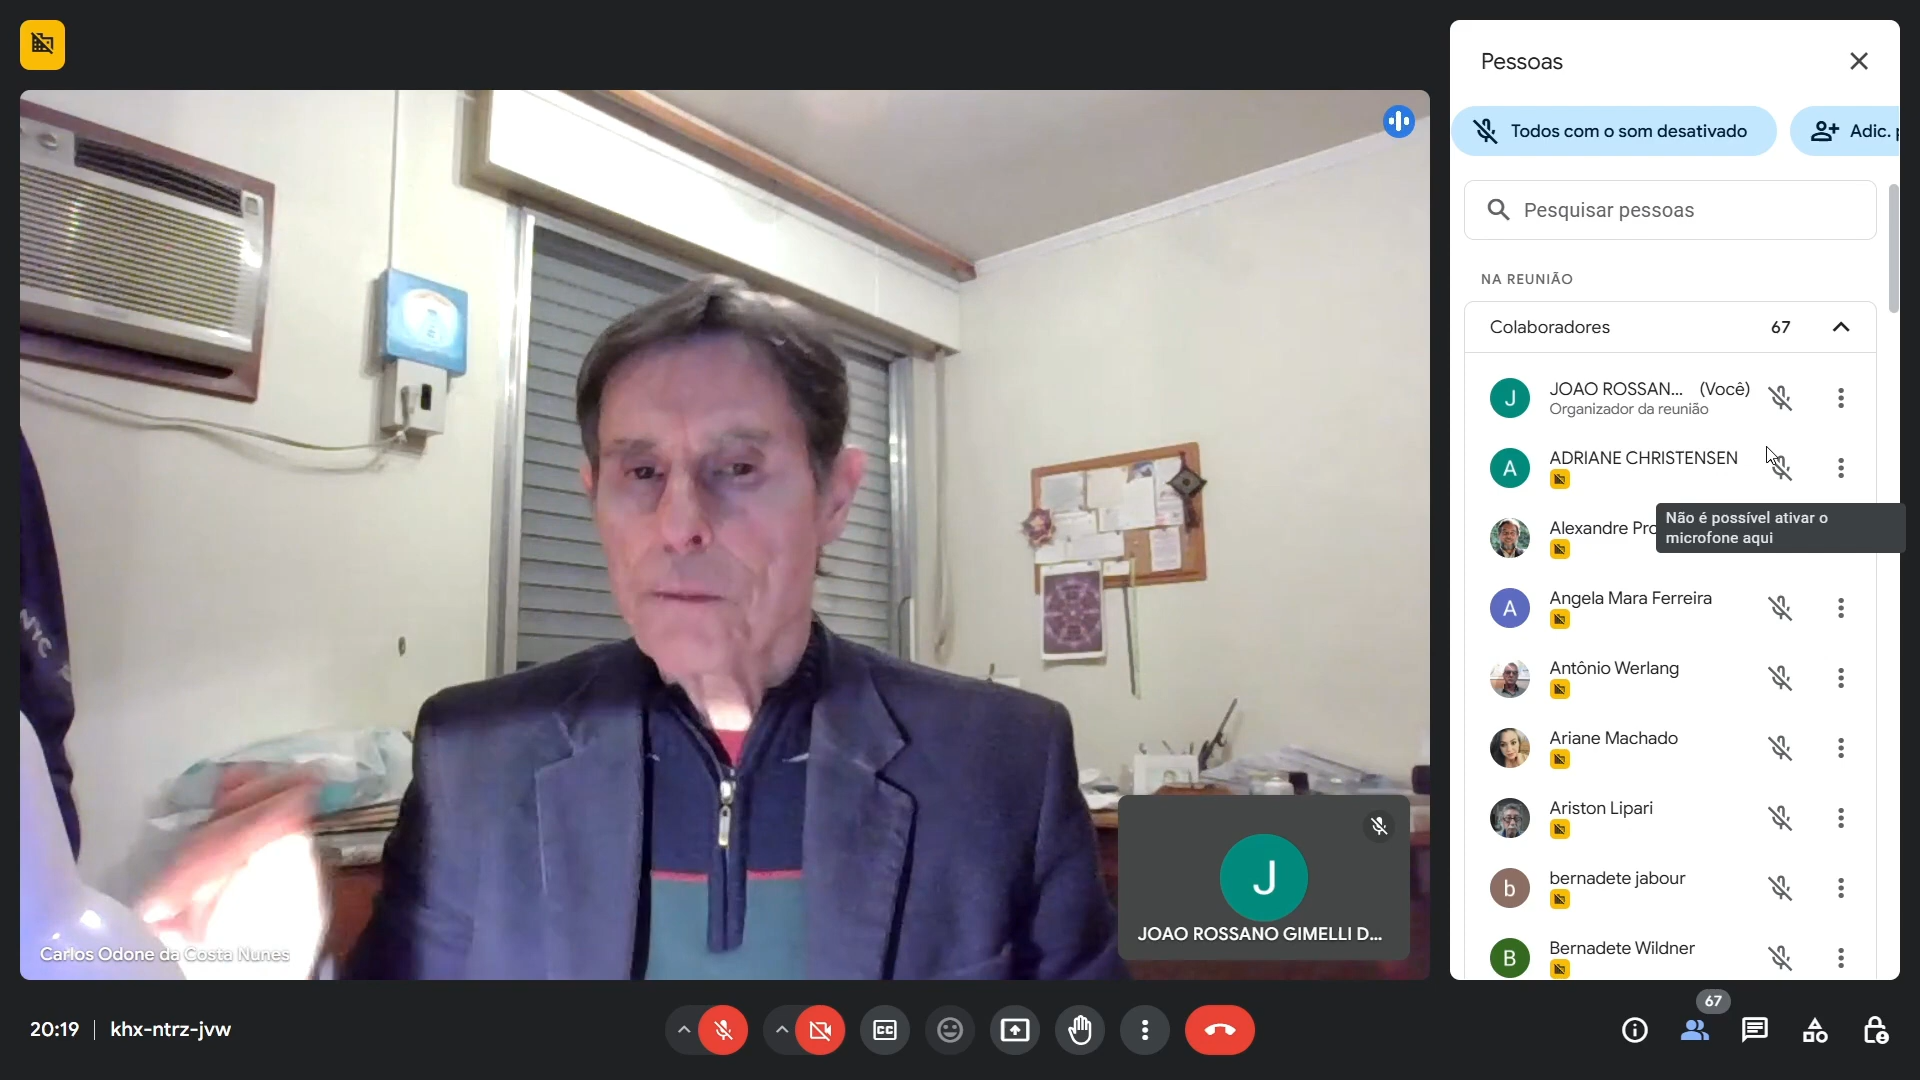 Pessoas
Todos com o som desativado
Adic.
Pesquisar pessoas
NA REUNIÃO
Colaboradores 67
J JOAO ROSSAN... (Você)
Organizador da reunião
A ADRIANE CHRISTENSEN
Não é possível ativar o
microfone aqui
Alexandre Pro
A Angela Mara Ferreira
Antônio Werlang
Ariane Machado
Ariston Lipari
b bernadete jabour
B Bernadete Wildner
NYC
J
JOAO ROSSANO GIMELLI D...
Carlos Odone da Costa Nunes
20:19 | khx-ntrz-jvw
CC
67